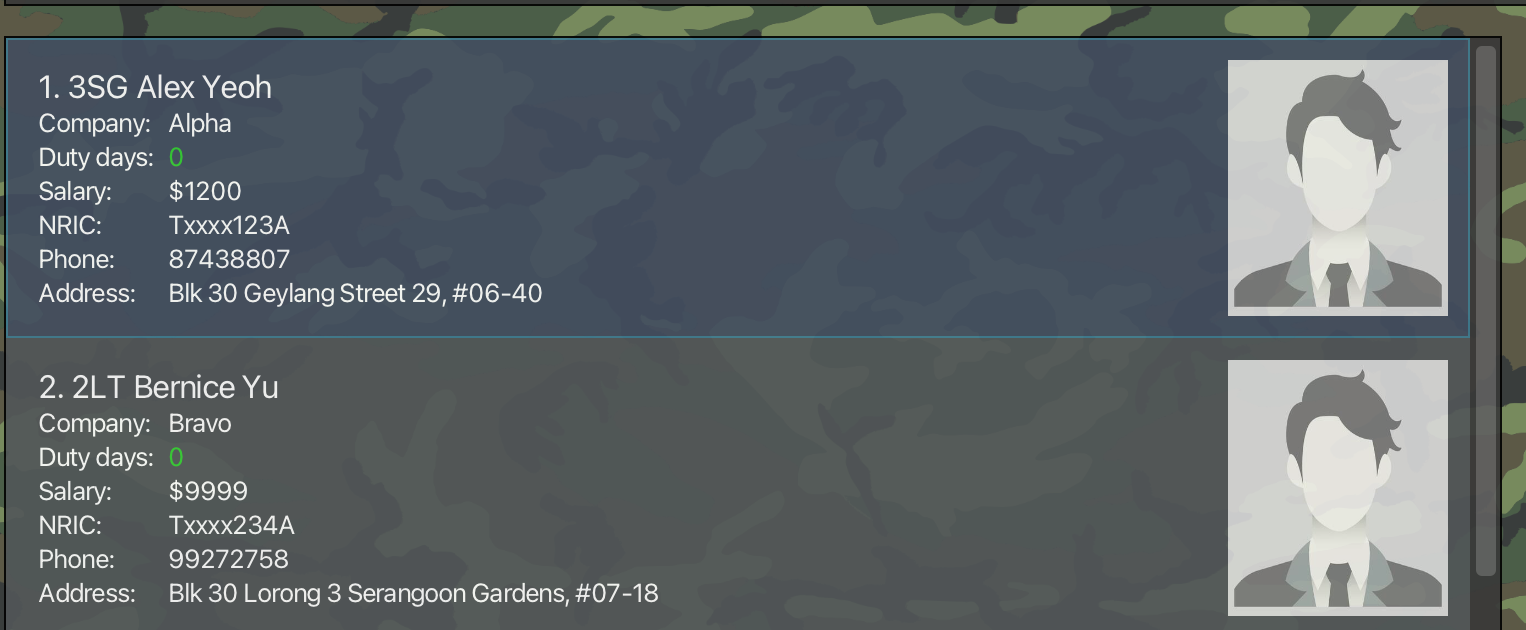 1. 3SG Alex Yeoh
Company: Alpha
Duty days: 0
Salary: $1200
NRIC: Txxxx123A
Phone: 87438807
Address: Blk 30 Geylang Street 29, #06-40
2. 2LT Bernice Yu
Company: Bravo
Duty days: 0
Salary: $9999
NRIC: Txxxx234A
Phone: 99272758
Address: Blk 30 Lorong 3 Serangoon Gardens, #07-18